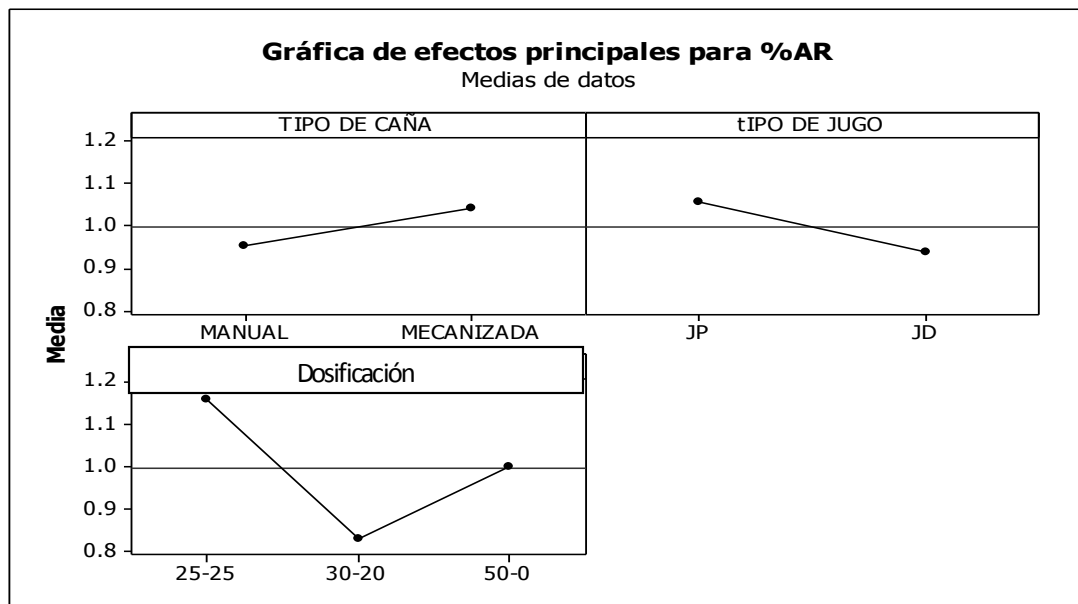 Gráfica de efectos principales para %AR
Medias de datos
TIPO DE CAÑA
tIPO DE JUGO
1.2
1.1
1.0
0.9
0.8
MANUAL
MECANIZADA
JP
JD
Media
Dosificación
1.2
1.1
1.0
0.9
0.8
25-25
30-20
50-0